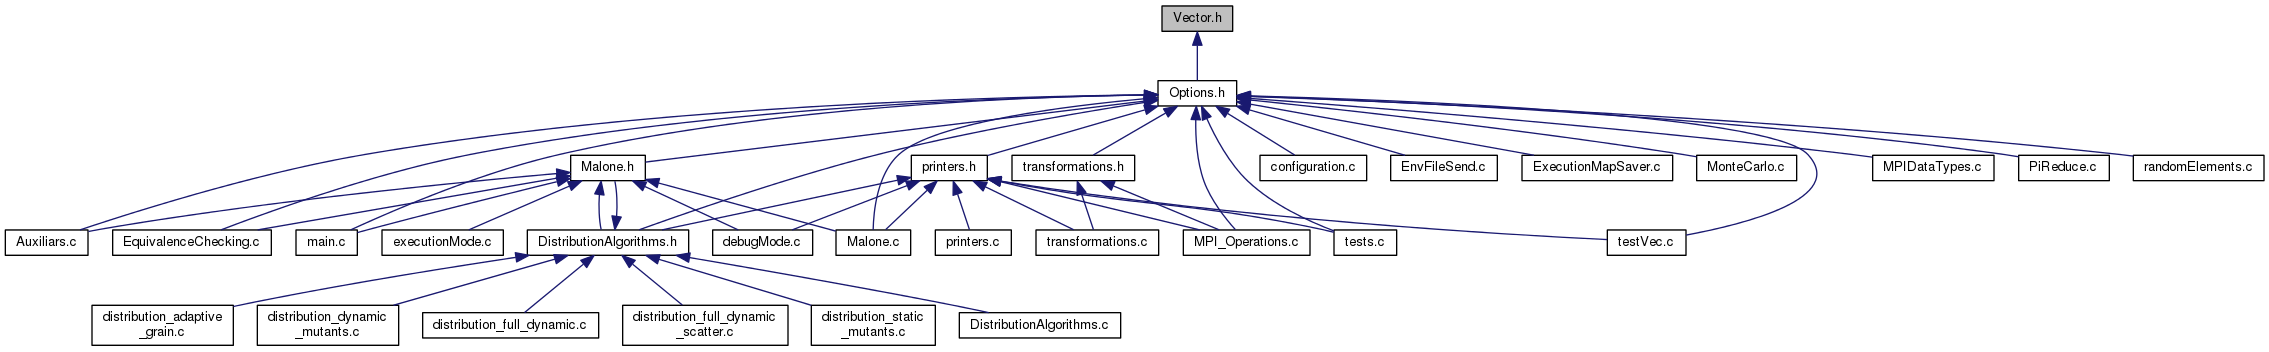 Vector.h
Options.h
Malone.h
printers.h
transformations.h
configuration.c
EnvFileSend.c
ExecutionMapSaver.c
MonteCarlo.c
MPIDataTypes.c
PiReduce.c
randomElements.c
Auxiliars.c
EquivalenceChecking.c
main.c
executionMode.c
DistributionAlgorithms.h
debugMode.c
Malone.c
printers.c
transformations.c
MPI_Operations.c
tests.c
testVec.c
distribution_adaptive
_grain.c
distribution_dynamic
_mutants.c
distribution_full_dynamic.c
distribution_full_dynamic
_scatter.c
distribution_static
_mutants.c
DistributionAlgorithms.c